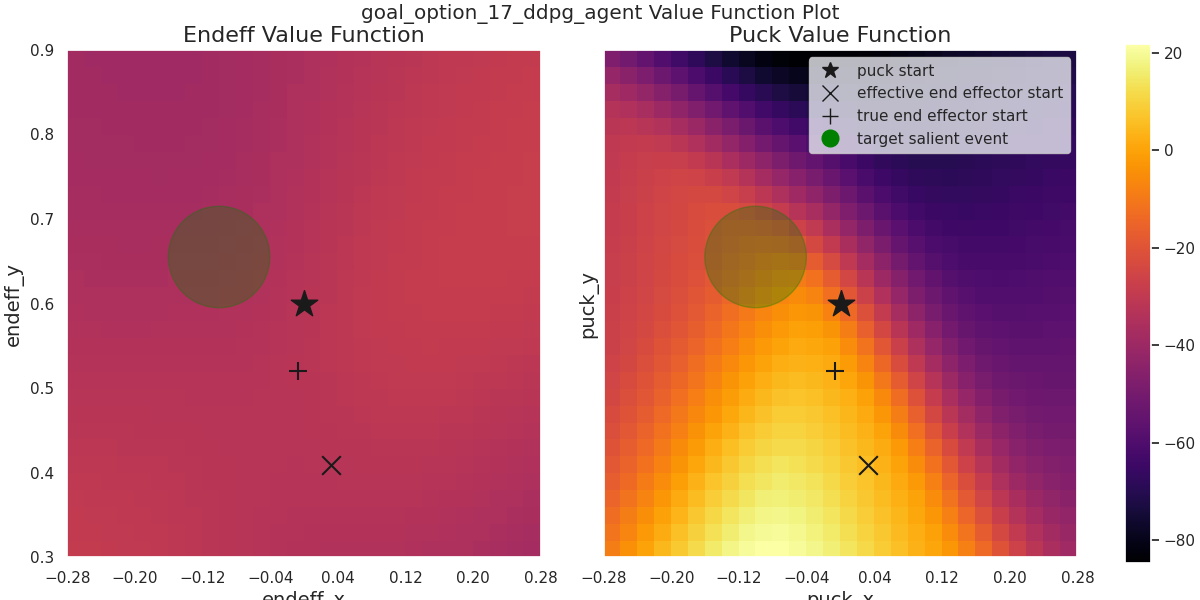 goal_option_17_ddpg_agent Value Function Plot
Endeff Value Function
Puck Value Function
puck start
effective end effector start
true end effector start
target salient event
endeff_y
0.9
0.8
0.7
0.6
0.5
0.4
0.3
−0.28 −0.20 −0.12 −0.04 0.04 0.12 0.20 0.28
endeff_x
puck_y
−0.28 −0.20 −0.12 −0.04 0.04 0.12 0.20 0.28
puck_x
20
0
−20
−40
−60
−80